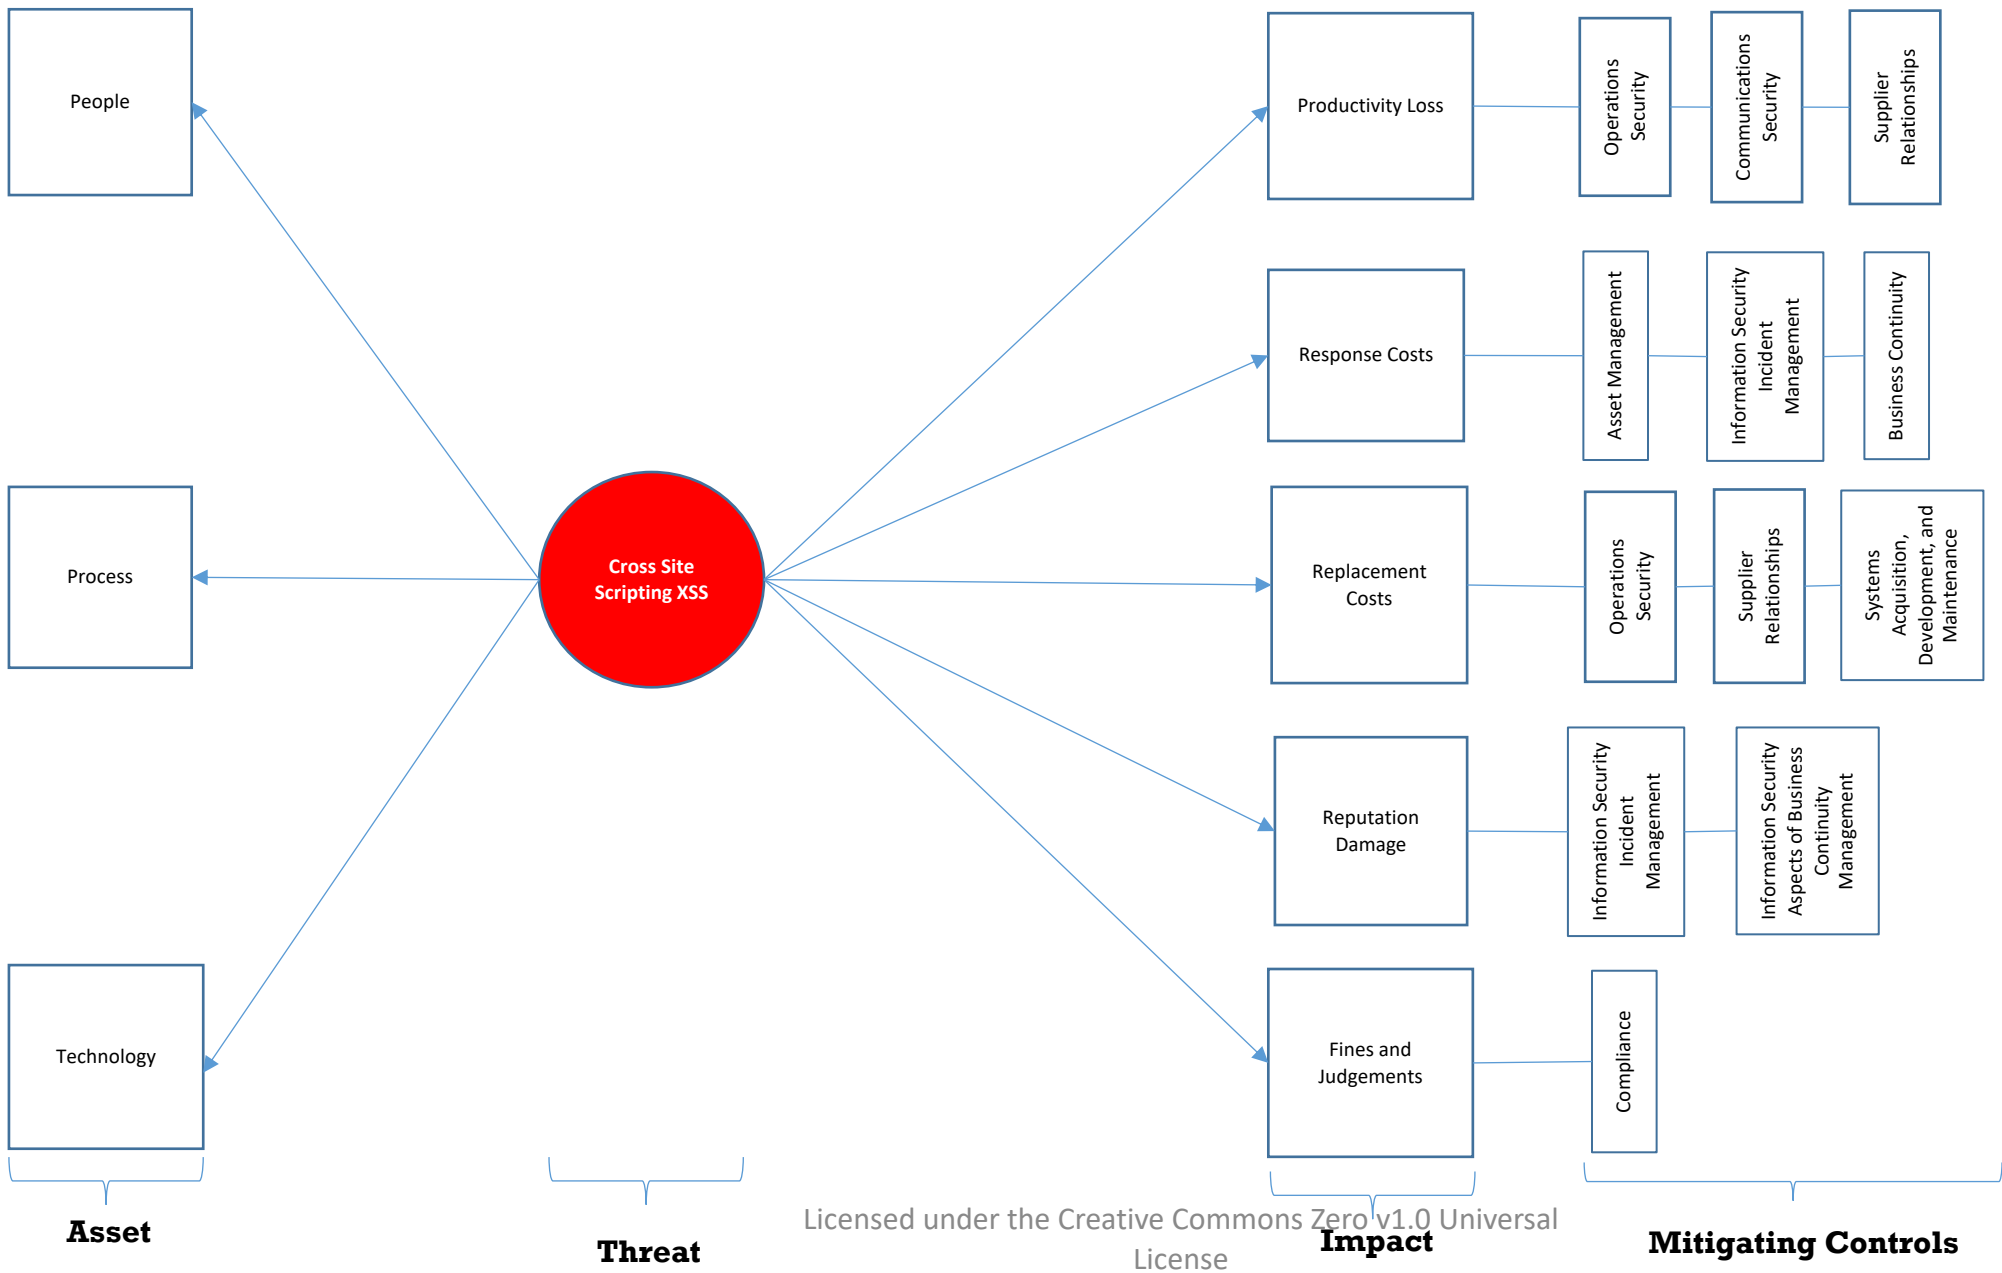 People
Process
Technology
Cross Site
Scripting XSS
Productivity Loss
Operations
Security
Communications
Security
Supplier
Relationships
Response Costs
Asset Management
Information Security
Incident
Management
Business Continuity
Replacement
Costs
Operations
Security
Supplier
Relationships
Systems
Acquisition,
Development, and
Maintenance
Reputation
Damage
Information Security
Incident
Management
Information Security
Aspects of Business
Continuity
Management
Fines and
Judgements
Compliance
Asset
Threat
Impact
Mitigating Controls
Licensed under the Creative Commons Zero v1.0 Universal
License